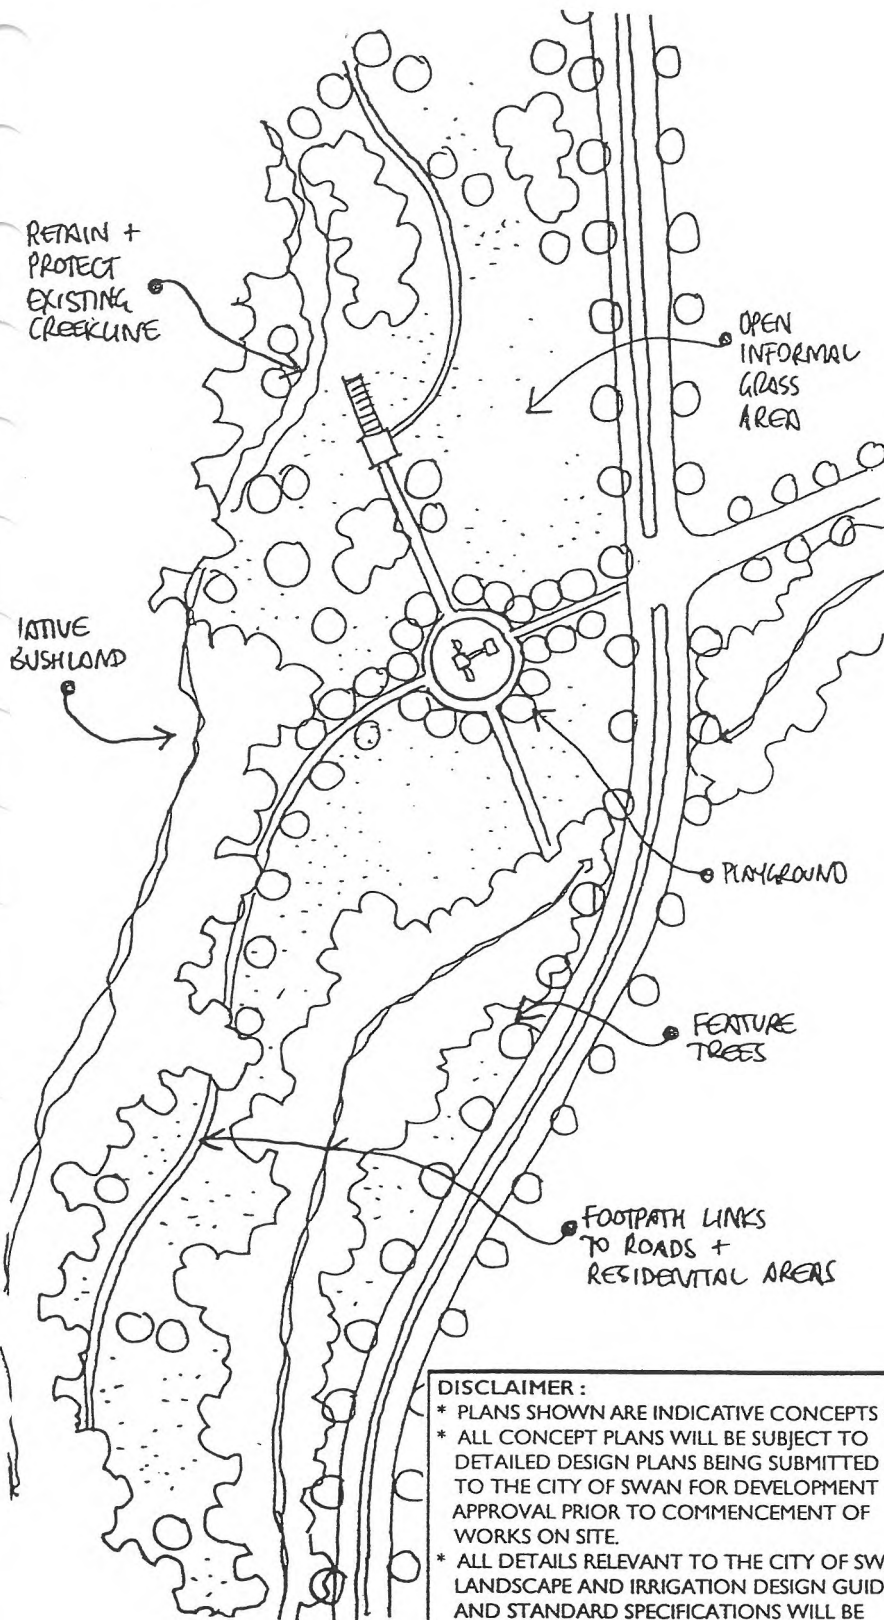 RETAIN +
PROTECT
EXISTING
CREEKLINE
OPEN
INFORMAL
GRASS
AREA
IATIVE
BUSHLAND
PLAYGROUND
FEATURE
TREES
FOOTPATH LINKS
TO ROADS +
RESIDENTIAL AREAS
DISCLAIMER :
* PLANS SHOWN ARE INDICATIVE CONCEPTS
* ALL CONCEPT PLANS WILL BE SUBJECT TO
DETAILED DESIGN PLANS BEING SUBMITTED
TO THE CITY OF SWAN FOR DEVELOPMENT
APPROVAL PRIOR TO COMMENCEMENT OF
WORKS ON SITE.
* ALL DETAILS RELEVANT TO THE CITY OF SW
LANDSCAPE AND IRRIGATION DESIGN GUID
AND STANDARD SPECIFICATIONS WILL BE